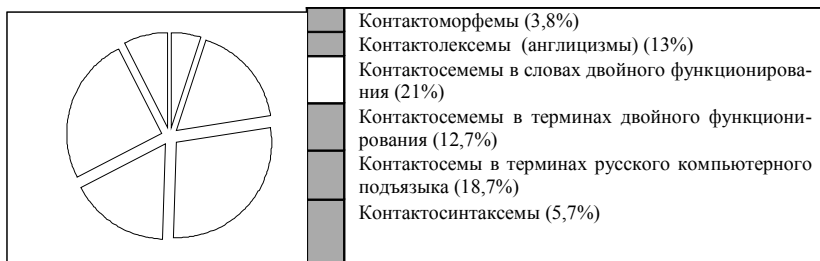 Контактоморфемы (3,8%)
Контактолексемы (англицизмы) (13%)
Контактосемемы в словах двойного функционирова-
ния (21%)
Контактосемемы в терминах двойного функциони-
рования (12,7%)
Контактосемы в терминах русского компьютерного
подъязыка (18,7%)
Контактосинтаксемы (5,7%)